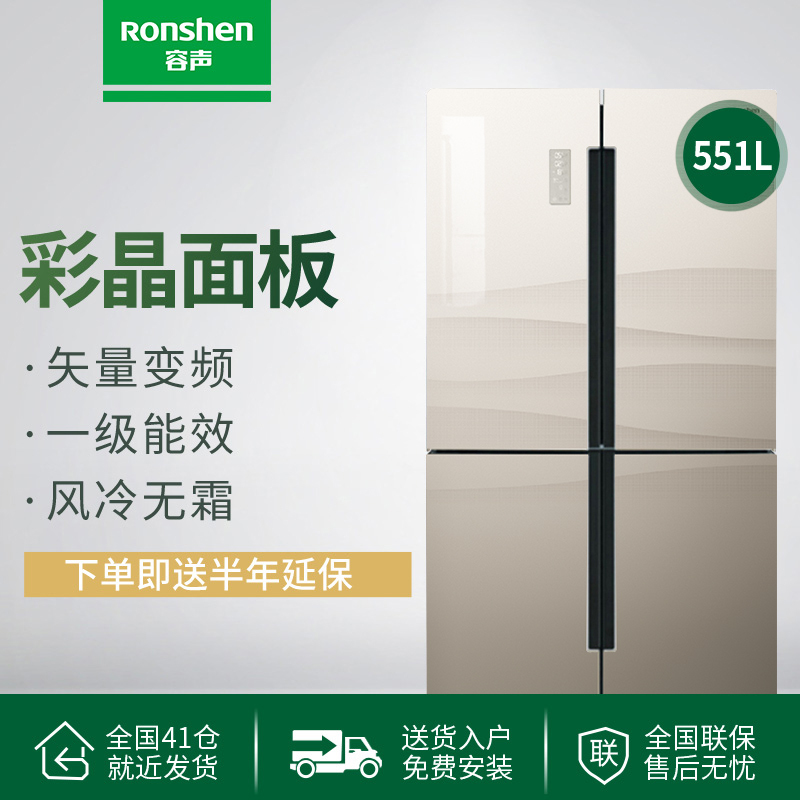 Ronshen
容声
551L
彩晶面板
· 矢量变频
· 一级能效
· 风冷无霜
下单即送半年延保
全国41仓
就近发货
送货入户
免费安装
联
全国联保
售后无忧